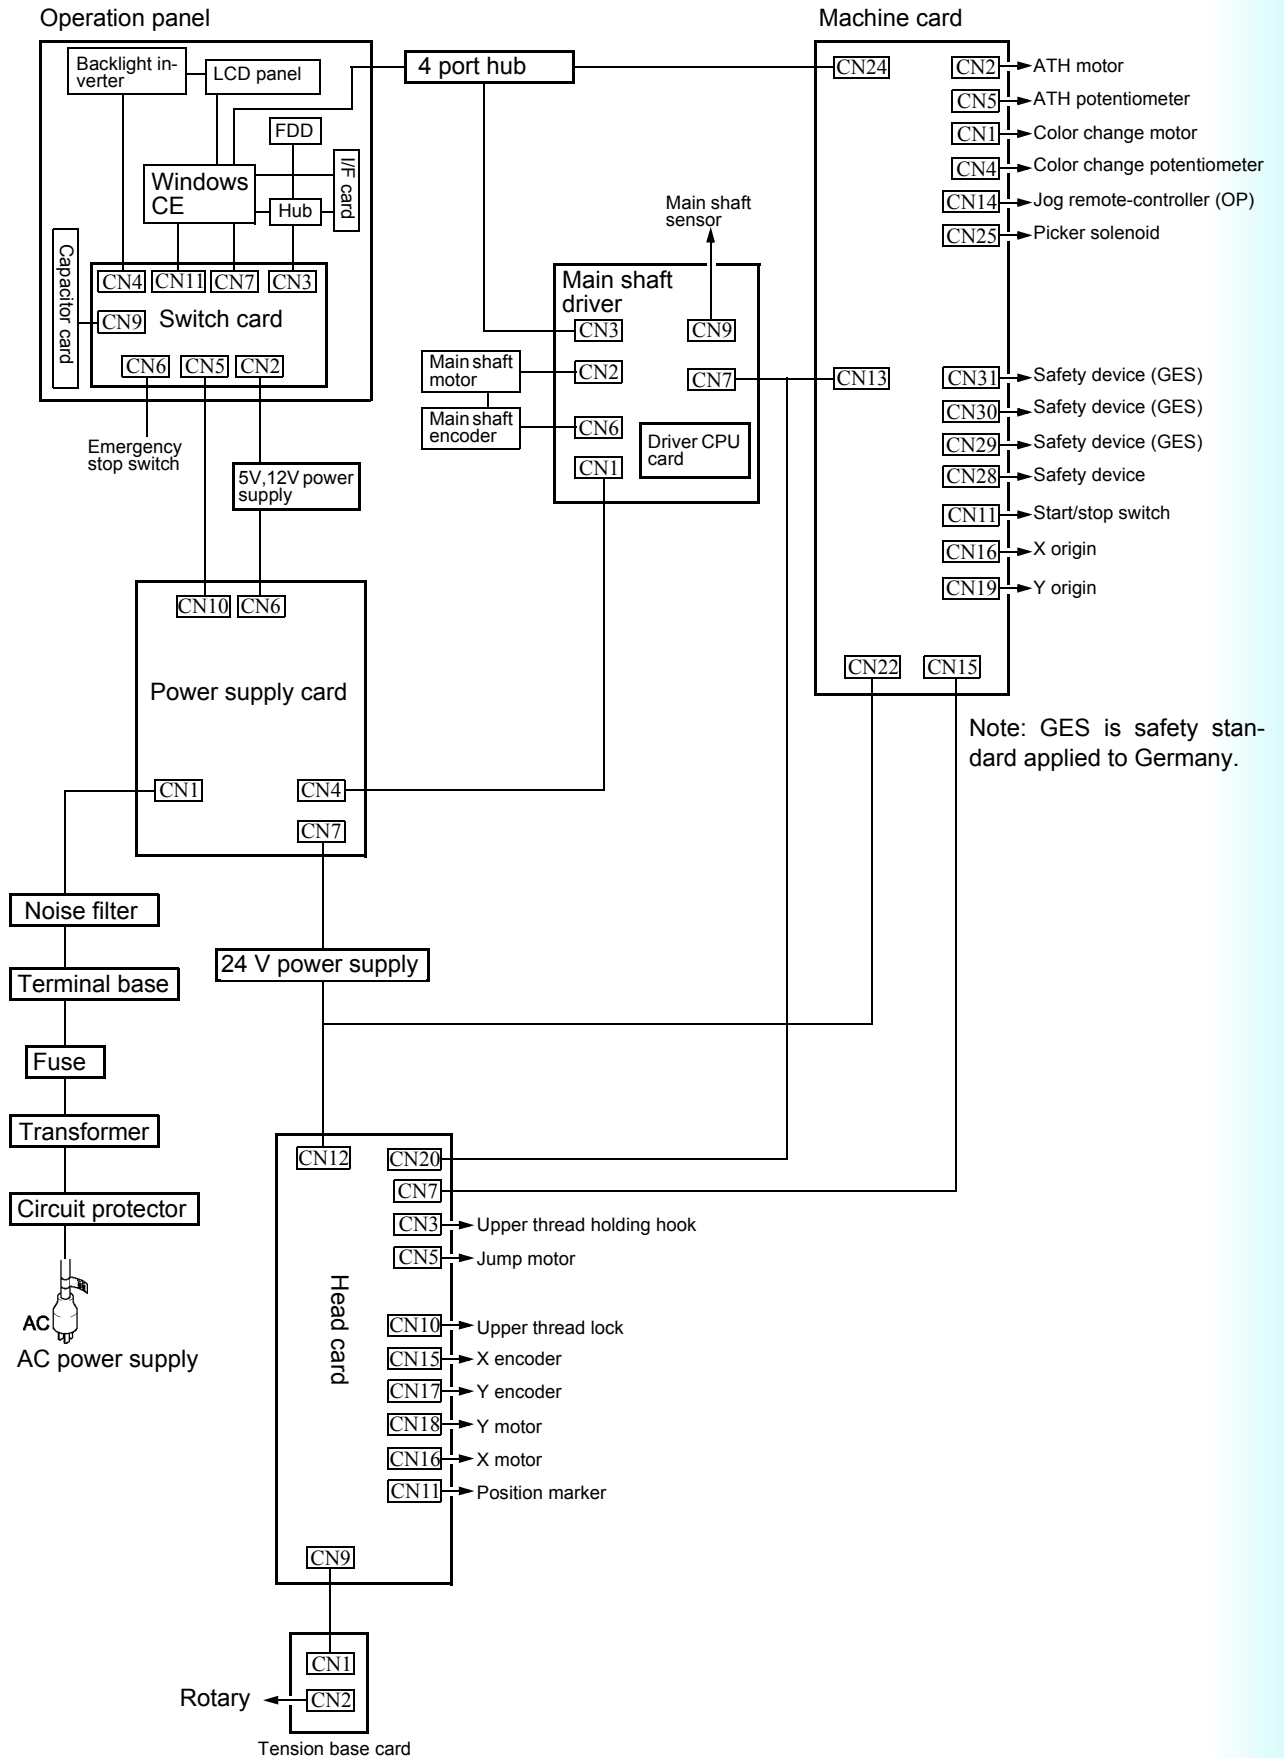 Operation panel
Machine card
Backlight in-
verter
LCD panel
4 port hub
CN24
CN2
ATH motor
CN5
ATH potentiometer
FDD
CN1
Color change motor
I/F card
CN4
Color change potentiometer
Windows
CE
Hub
CN14
Jog remote-controller (OP)
Main shaft
sensor
CN25
Picker solenoid
Capacitor card
CN4
CN11
CN7
CN3
CN9
Switch card
CN6
CN5
CN2
Main shaft
driver
CN3
CN9
Main shaft
motor
CN2
CN7
CN13
CN31
Safety device (GES)
CN30
Safety device (GES)
Main shaft
encoder
CN6
Driver CPU
card
CN29
Safety device (GES)
Emergency
stop switch
CN1
CN28
Safety device
5V,12V power
supply
CN11
Start/stop switch
CN16
X origin
CN19
Y origin
CN10
CN6
CN22
CN15
Power supply card
Note: GES is safety stan-
dard applied to Germany.
CN1
CN4
CN7
Noise filter
24 V power supply
Terminal base
Fuse
Transformer
Circuit protector
AC
AC power supply
CN12
CN20
CN7
CN3
Upper thread holding hook
CN5
Jump motor
Head card
CN10
Upper thread lock
CN15
X encoder
CN17
Y encoder
CN18
Y motor
CN16
X motor
CN11
Position marker
CN9
CN1
Rotary
CN2
Tension base card